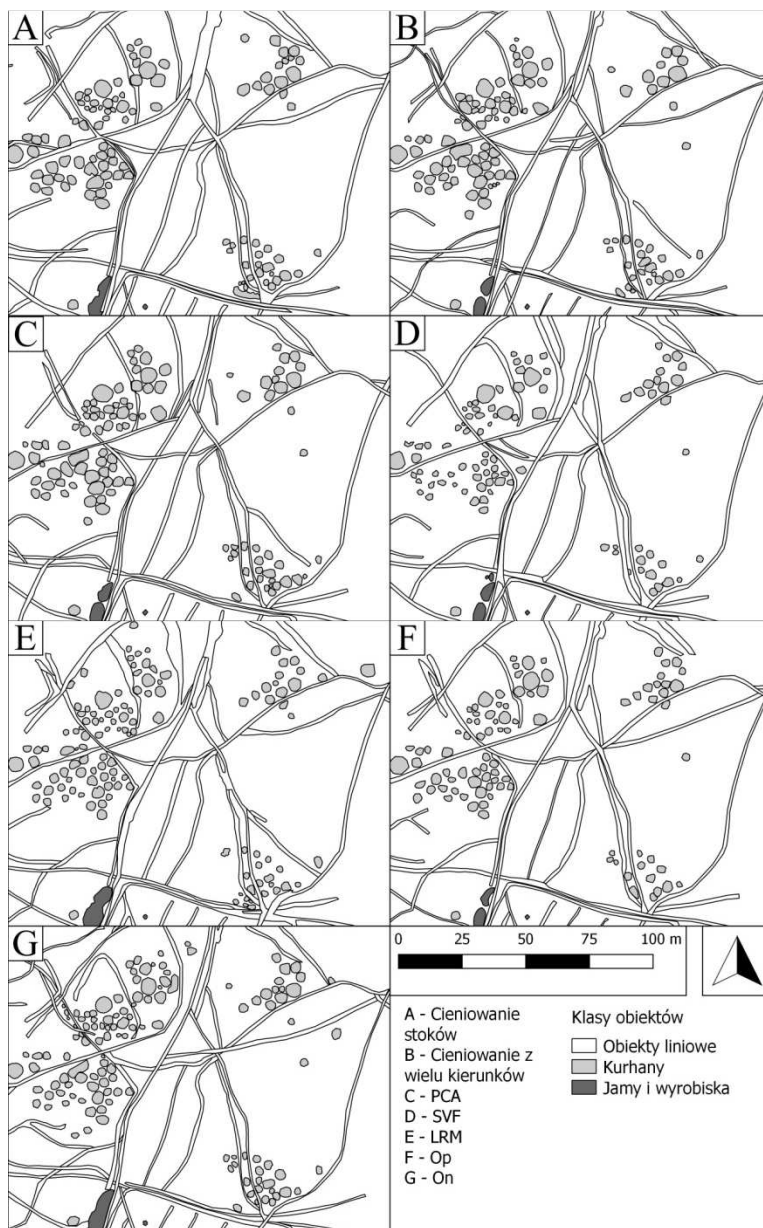 A
B
C
D
E
F
G
0 25 50 75 100 m
A - Cieniowanie
stoków
B - Cieniowanie z
wielu kierunków
C - PCA
D - SVF
E - LRM
F - Op
G - On
Klasy obiektów
Obiekty liniowe
Kurhany
Jamy i wyrobiska